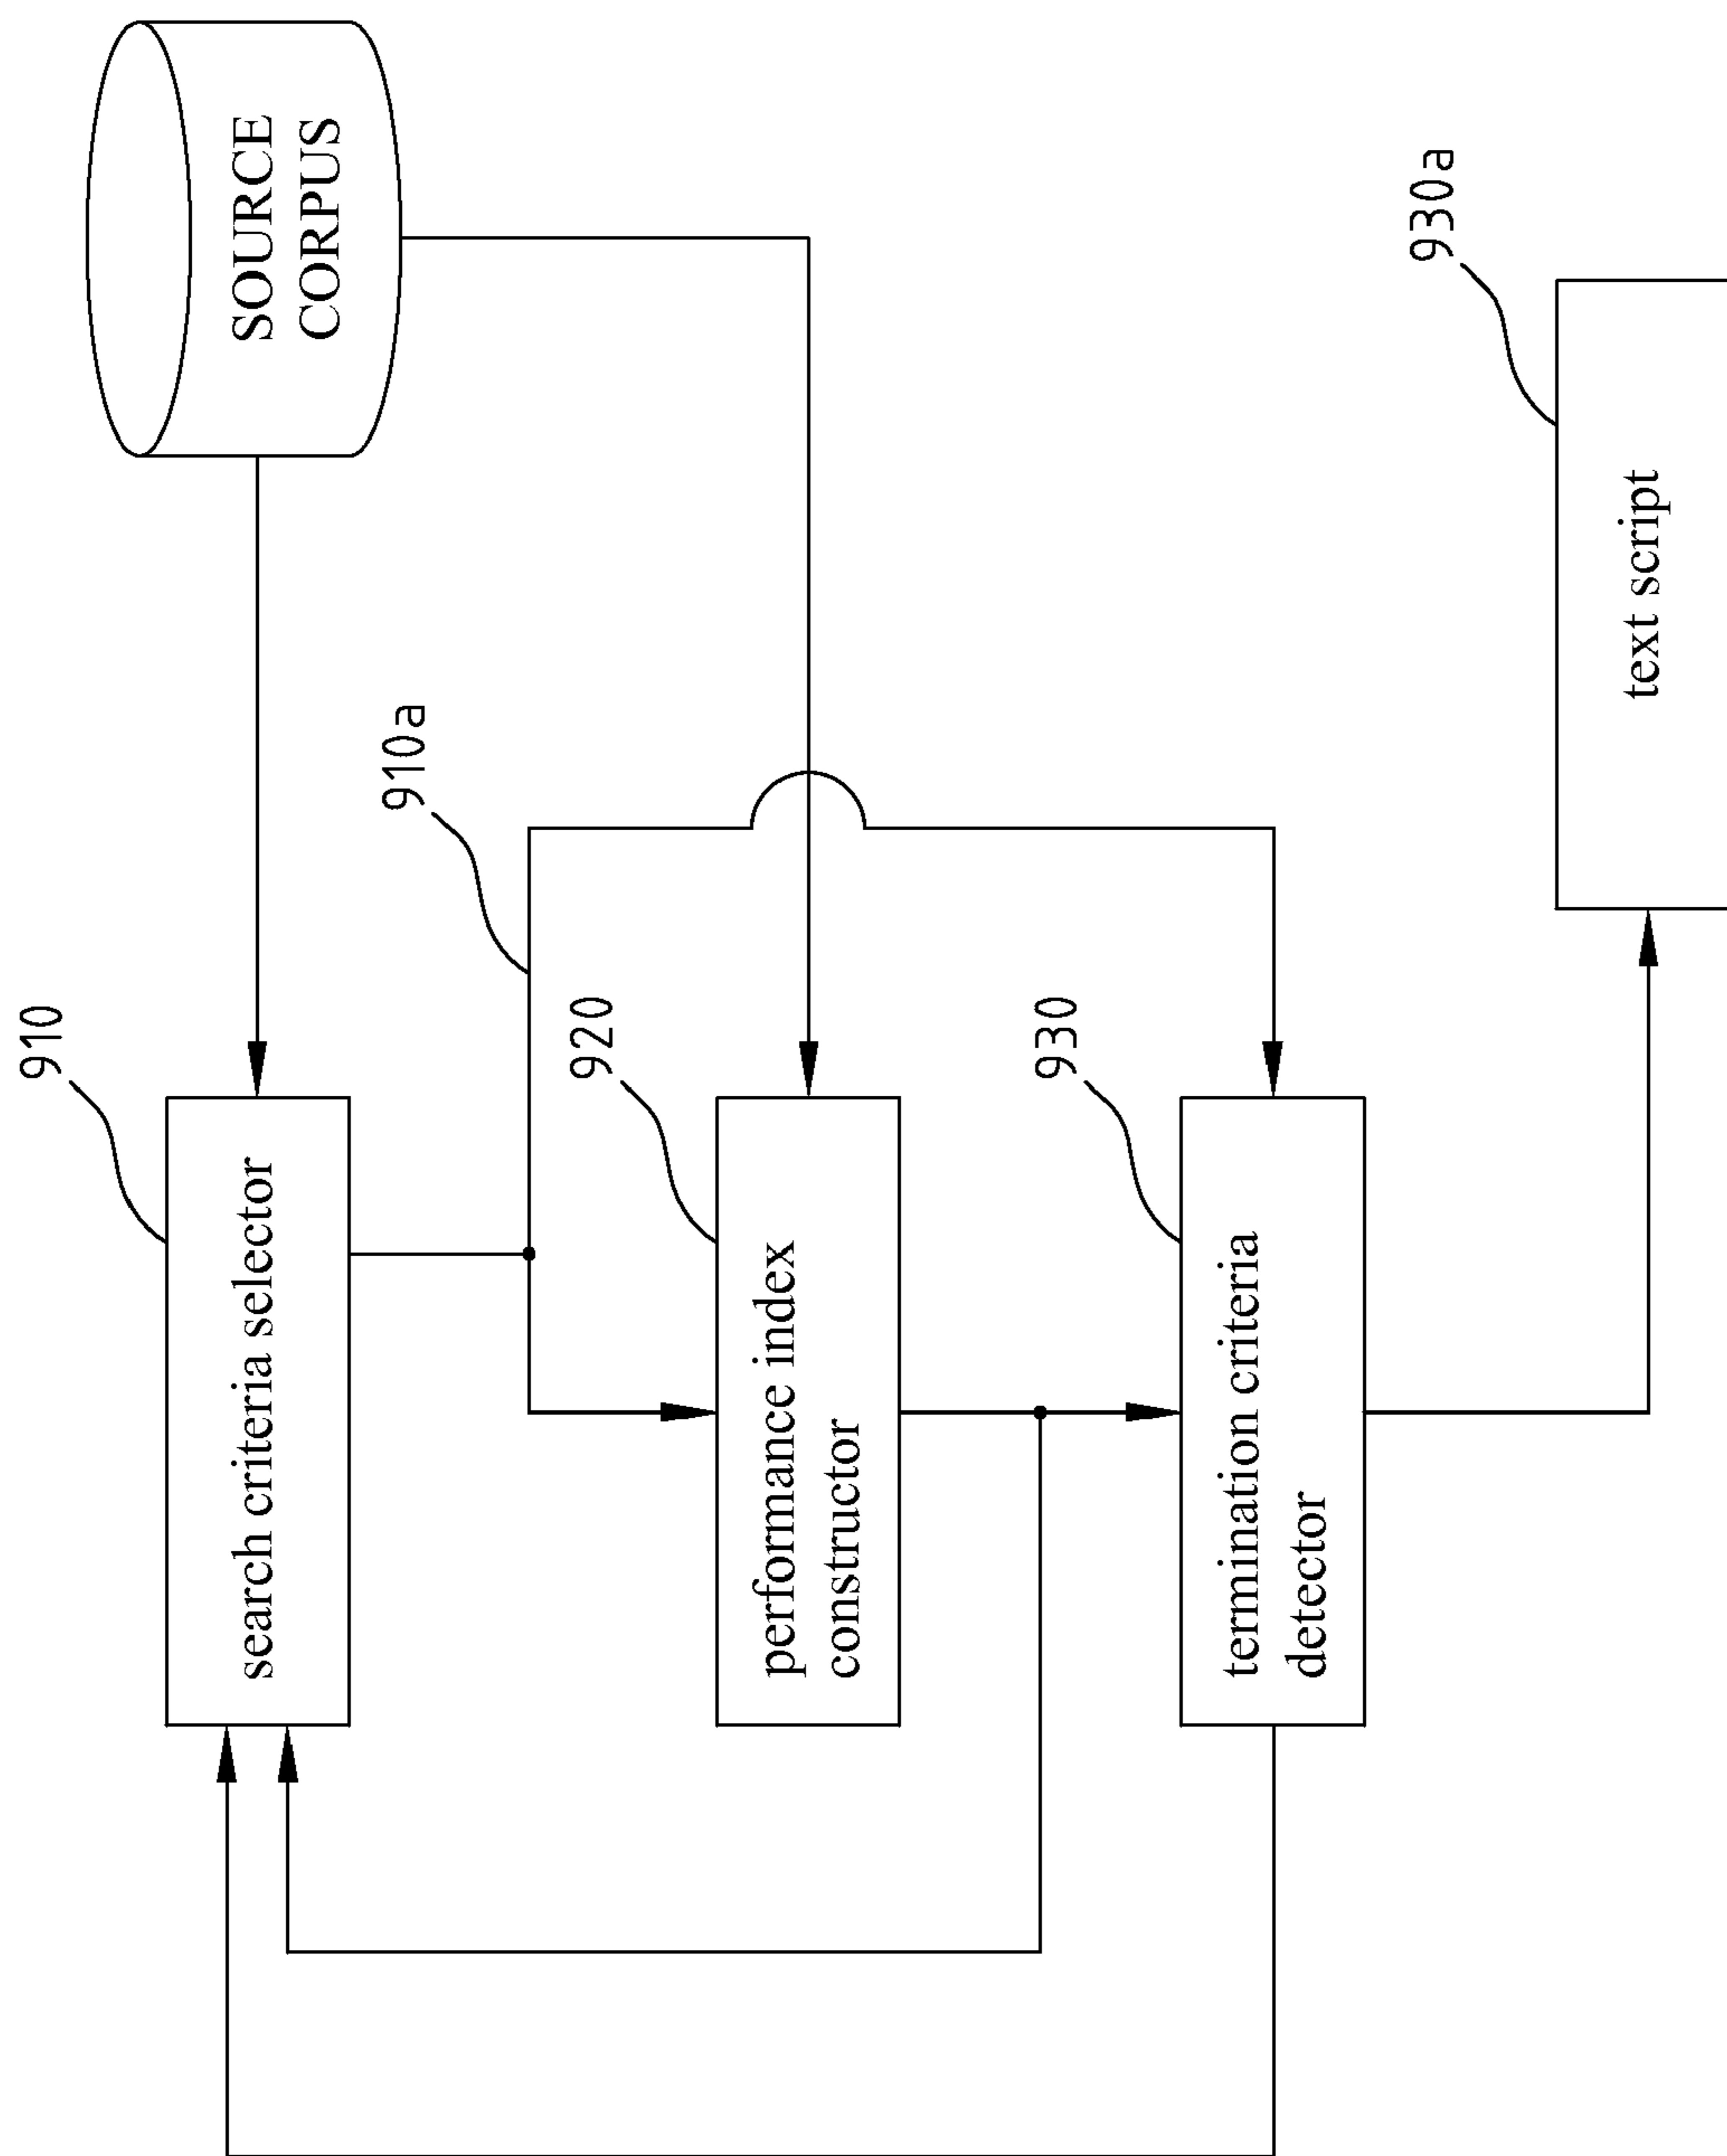 910
search criteria selector
SOURCE
CORPUS
910a
920
performance index
constructor
930
termination criteria
detector
930a
text script